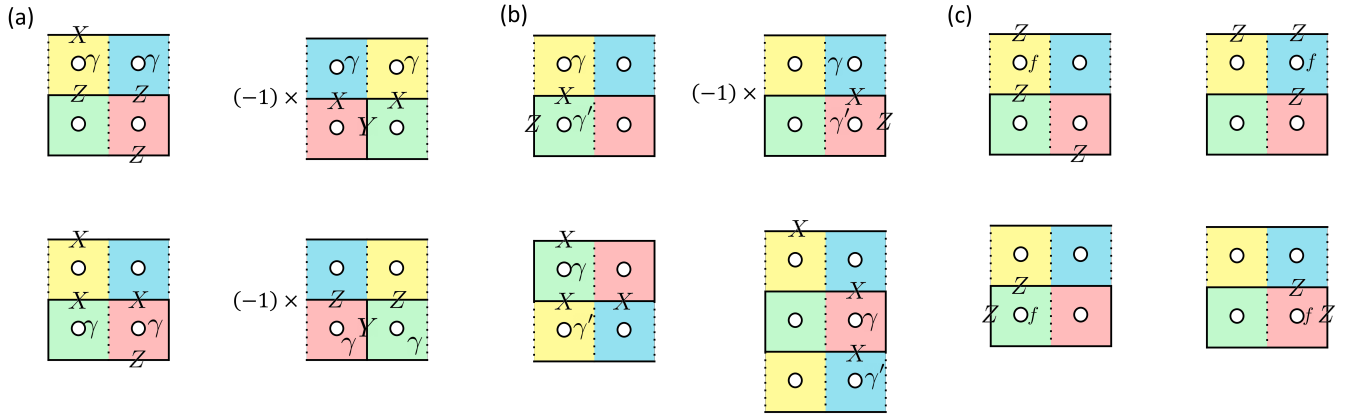 (a) (b) (c)
X X Z Z Z
γ γ γ γ γ γ f f
Z Z (−1) × X X X (−1) × X Z Z
Y Z γ′ γ′ Z
Z Z
X X X
γ γ
X X (−1) × Z Z X X X Z Z
γ γ Y γ γ γ′ γ Z f f Z
Z X
γ′